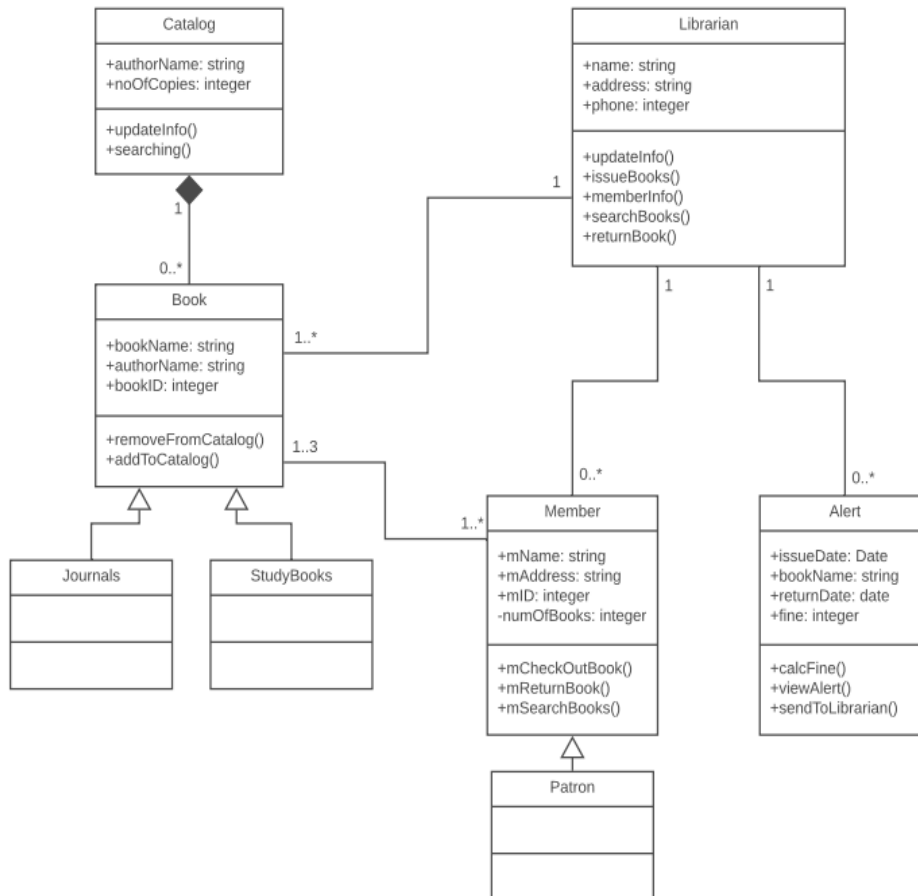 Catalog
+authorName: string
+noOfCopies: integer
+updateInfo()
+searching()
1
0..*
Librarian
+name: string
+address: string
+phone: integer
+updateInfo()
+issueBooks()
+memberInfo()
+searchBooks()
+returnBook()
1
1
1
Book
+bookName: string
+authorName: string
+bookID: integer
+removeFromCatalog()
+addToCatalog()
1..*
1..3
1..*
0..*
0..*
Journals
StudyBooks
Member
+mName: string
+mAddress: string
+mID: integer
-numOfBooks: integer
+mCheckOutBook()
+mReturnBook()
+mSearchBooks()
Alert
+issueDate: Date
+bookName: string
+returnDate: date
+fine: integer
+calcFine()
+viewAlert()
+sendToLibrarian()
Patron